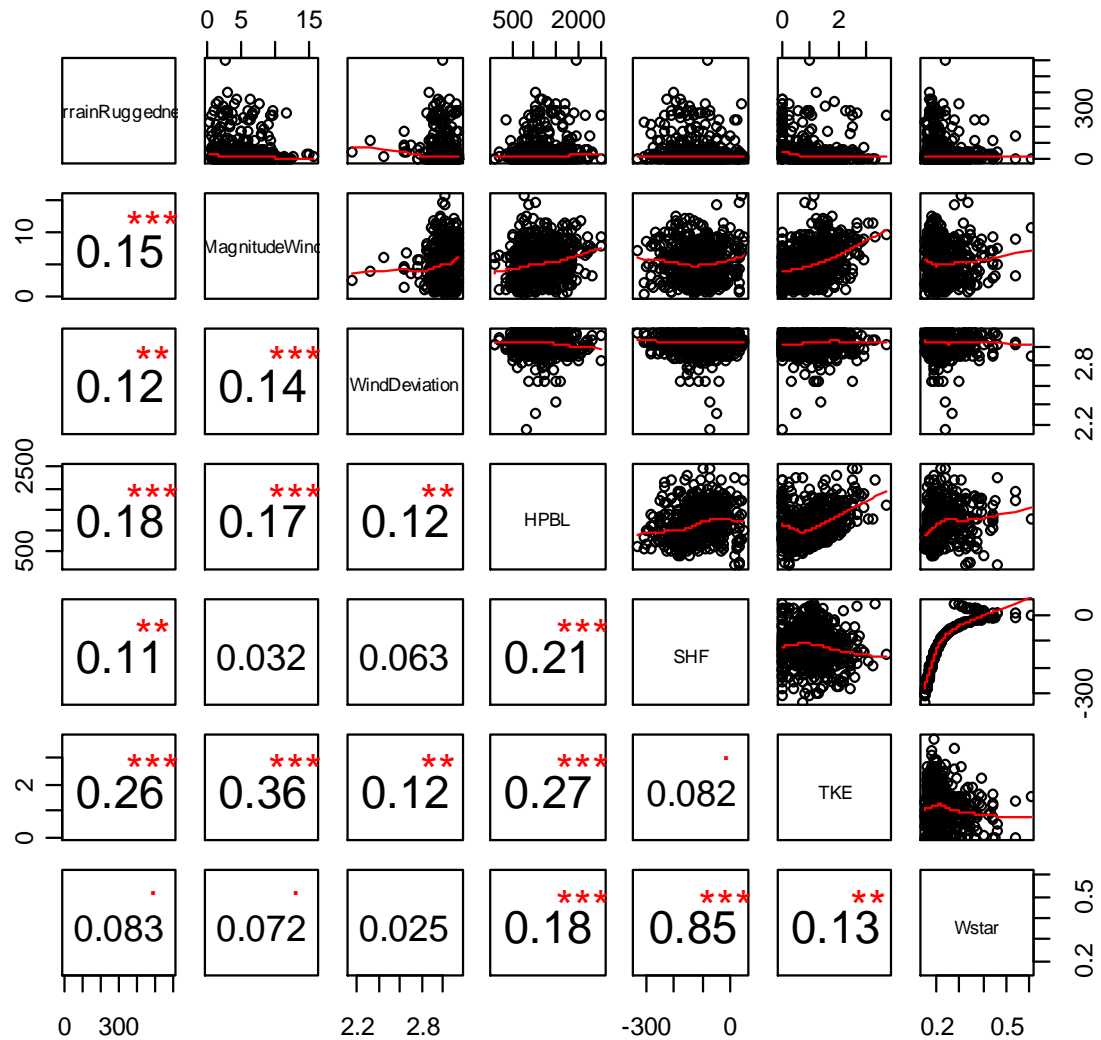 0 5 15 500 2000 0 2
rrainRuggedne 300 0
10 0 0.15 *** MagnitudeWind
0.12 ** 0.14 *** WindDeviation 2.8 2.2
2500 500 0.18 *** 0.17 *** 0.12 ** HPBL
0.11 ** 0.032 0.063 0.21 *** SHF 0 -300
2 0 0.26 *** 0.36 *** 0.12 ** 0.27 *** 0.082 . TKE
0.083 . 0.072 . 0.025 0.18 *** 0.85 *** 0.13 ** Wstar 0.5 0.2
0 300 2.2 2.8 -300 0 0.2 0.5